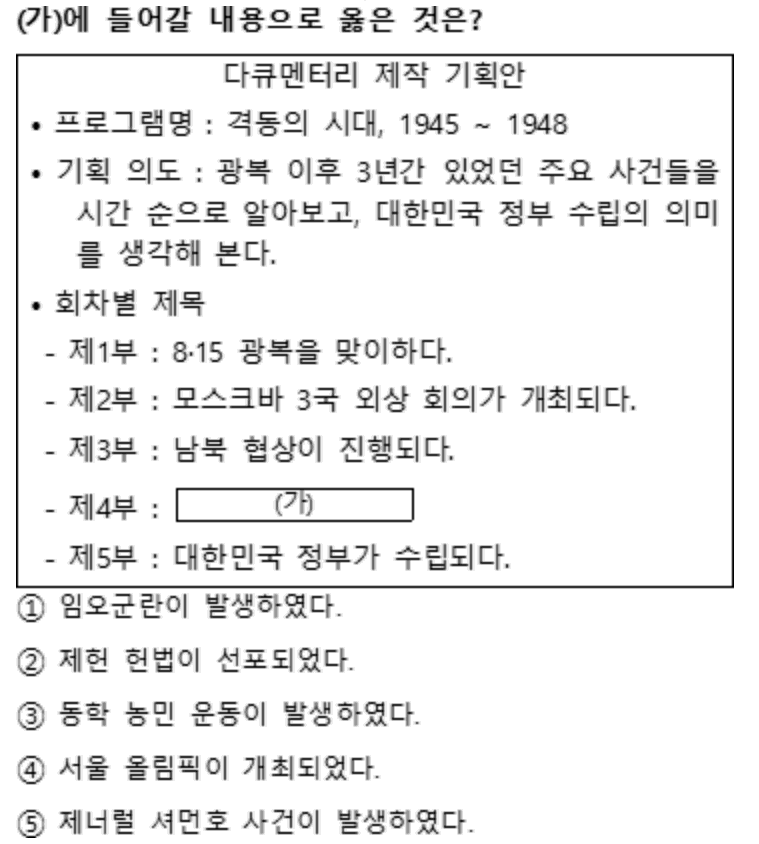 (가)에 들어갈 내용으로 옳은 것은?
다큐멘터리 제작 기획안
• 프로그램명 : 격동의 시대, 1945 ~ 1948
• 기획 의도 : 광복 이후 3년간 있었던 주요 사건들을
시간 순으로 알아보고, 대한민국 정부 수립의 의미
를 생각해 본다.
• 회차별 제목
- 제1부 : 8·15 광복을 맞이하다.
- 제2부 : 모스크바 3국 외상 회의가 개최되다.
- 제3부 : 남북 협상이 진행되다.
- 제4부 : (가)
- 제5부 : 대한민국 정부가 수립되다.
① 임오군란이 발생하였다.
② 제헌 헌법이 선포되었다.
③ 동학 농민 운동이 발생하였다.
④ 서울 올림픽이 개최되었다.
⑤ 제너럴 셔먼호 사건이 발생하였다.